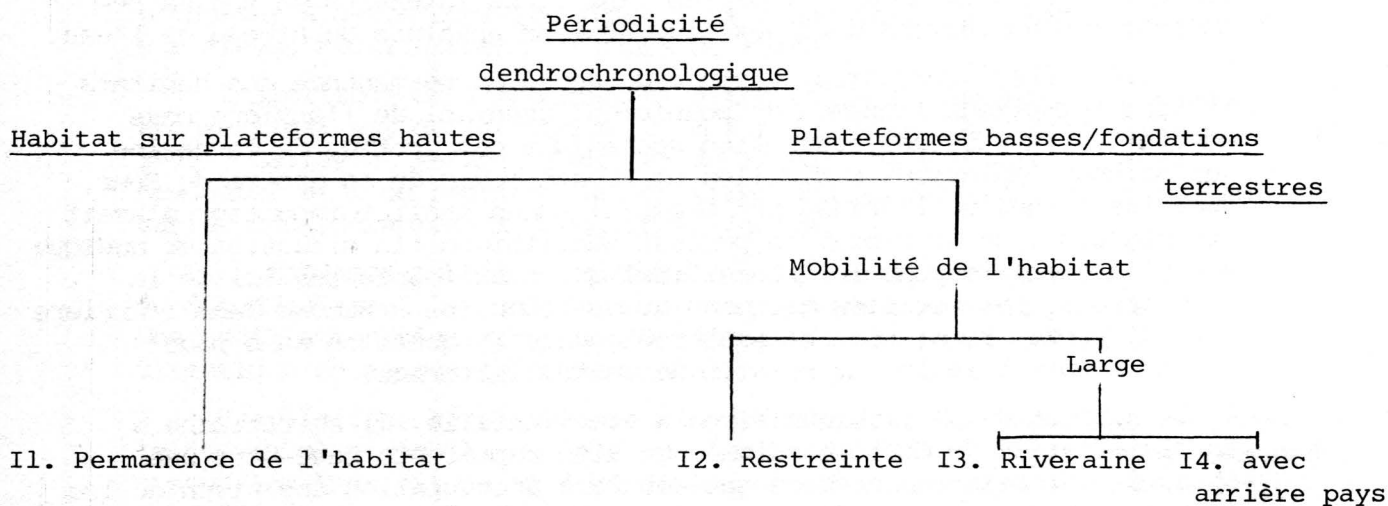 Périodicité
dendrochronologique
Habitat sur plateformes hautes
Plateformes basses/fondations
terrestres
Mobilité de l'habitat
Large
I1. Permanence de l'habitat
I2. Restreinte
I3. Riveraine
I4. avec
arrière pays